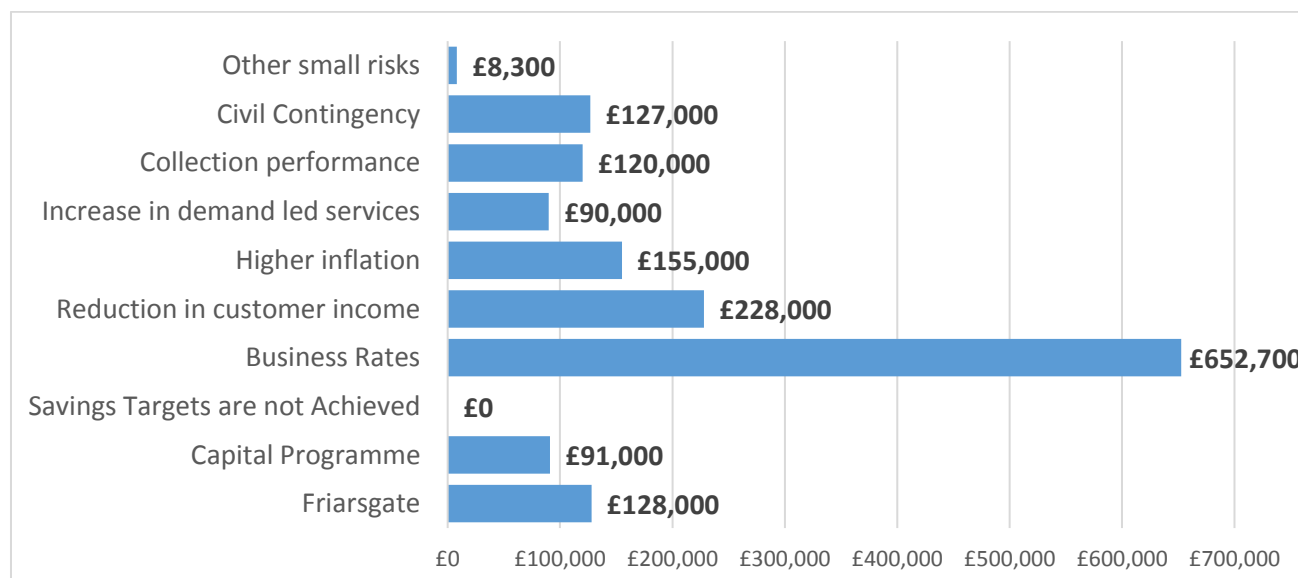 Other small risks £8,300
Civil Contingency £127,000
Collection performance £120,000
Increase in demand led services £90,000
Higher inflation £155,000
Reduction in customer income £228,000
Business Rates £652,700
Savings Targets are not Achieved £0
Capital Programme £91,000
Friarsgate £128,000
£0 £100,000 £200,000 £300,000 £400,000 £500,000 £600,000 £700,000